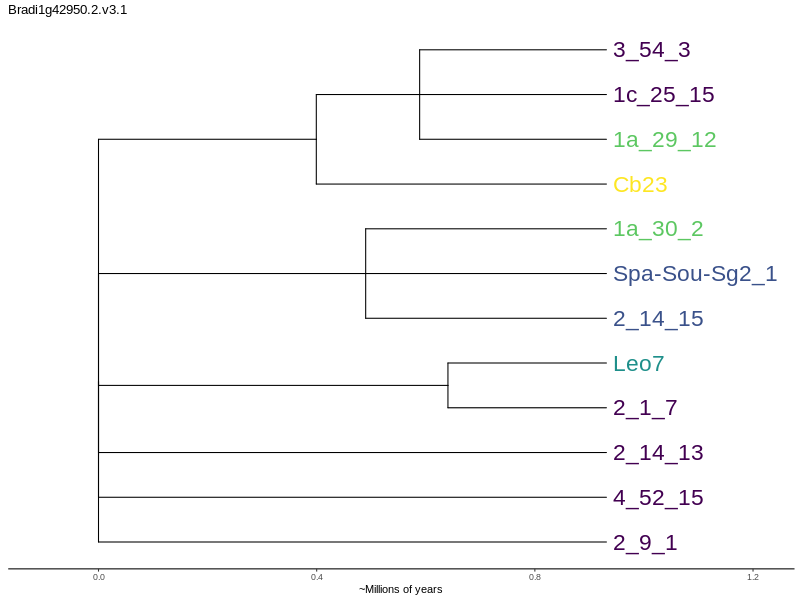 Bradi1g42950.2.v3.1
3_54_3
1c_25_15
1a_29_12
Cb23
1a_30_2
Spa-Sou-Sg2_1
2_14_15
Leo7
2_1_7
2_14_13
4_52_15
2_9_1
0.0 0.4 0.8 1.2
~Millions of years